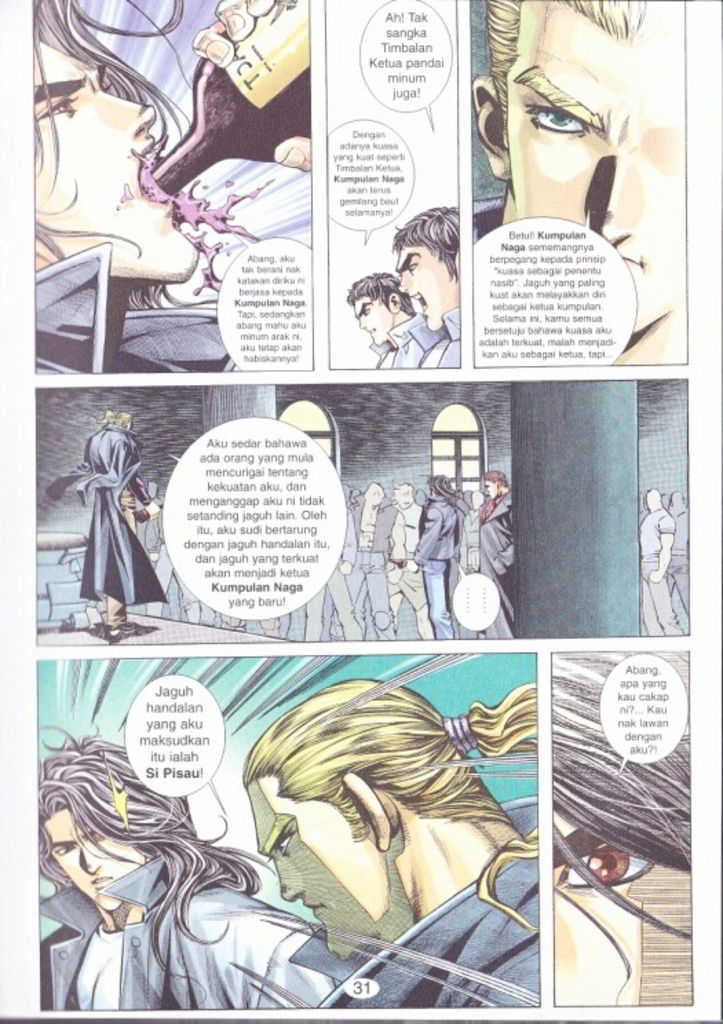 TCT
Abang, aku
tak berani nak
katakan diriku ni
berjasa kepada
Kumpulan Naga.
Tapi, sedangkan
abang mahu aku
minum arak ni,
aku tetap akan
habiskannya!
Ah! Tak
sangka
Timbalan
Ketua pandai
minum
juga!
Dengan
adanya kuasa
yang kuat seperti
Timbalan Ketua,
Kumpulan Naga
akan terus
gemilang baut
selamanya!
Betul! Kumpulan
Naga sememangnya
berpegang kepada prinsip
"kuasa sebagai penentu
nasib". Jaguh yang paling
kuat akan melayakkan diri
sebagai ketua kumpulan.
Selama ini, kamu semua
bersetuju bahawa kuasa aku
adalah terkuat, malah menjadi-
kan aku sebagai ketua, tapi...
Aku sedar bahawa
ada orang yang mula
mencurigai tentang
kekuatan aku, dan
menganggap aku ni tidak
setanding jaguh lain. Oleh
itu, aku sudi bertarung
dengan jaguh handalan itu,
dan jaguh yang terkuat
akan menjadi ketua
Kumpulan Naga
yang baru!
Jaguh
handalan
yang aku
maksudkan
itu ialah
Si Pisau!
Abang,
apa yang
kau cakap
ni?... Kau
nak lawan
dengan
aku?!
31